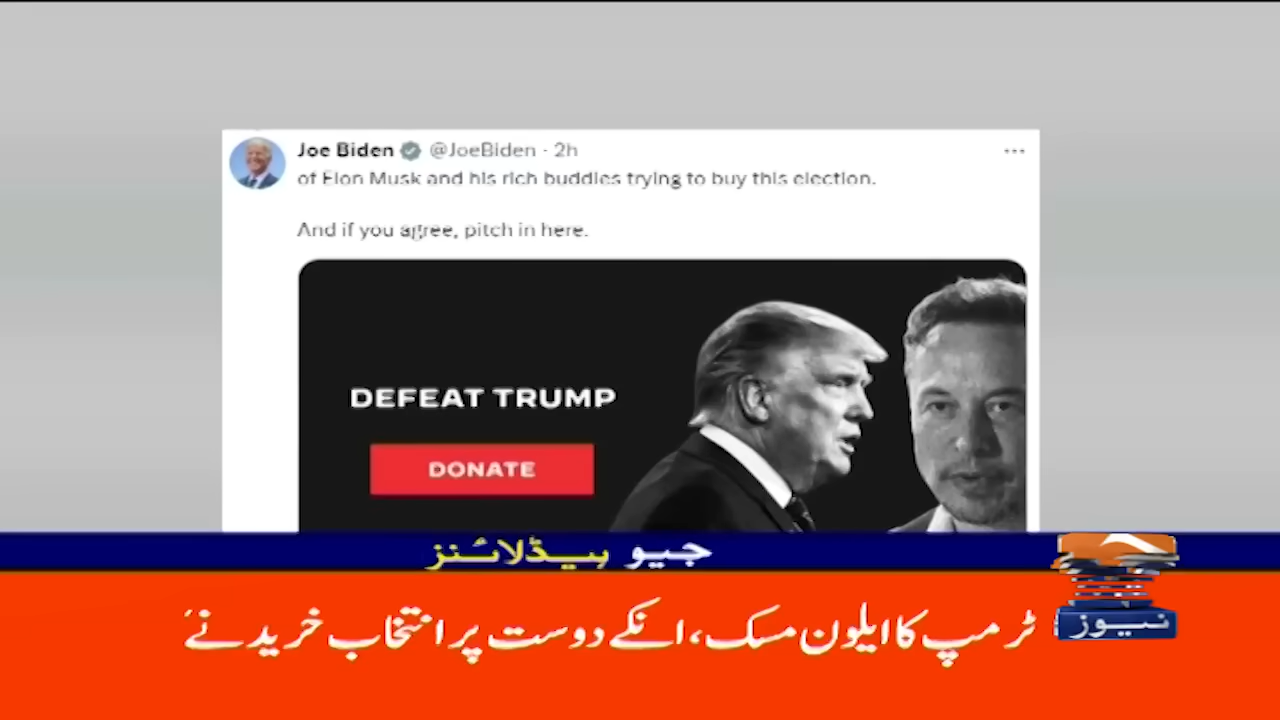 Joe Biden @JoeBiden · 2h
of Elon Musk and his rich buddies trying to buy this election.
And if you agree, pitch in here.
DEFEAT TRUMP
DONATE
جیو ہیڈلائنز
ٹرمپ کا ایلون مسک، انکے دوست پر انتخاب خریدنے
نیوز